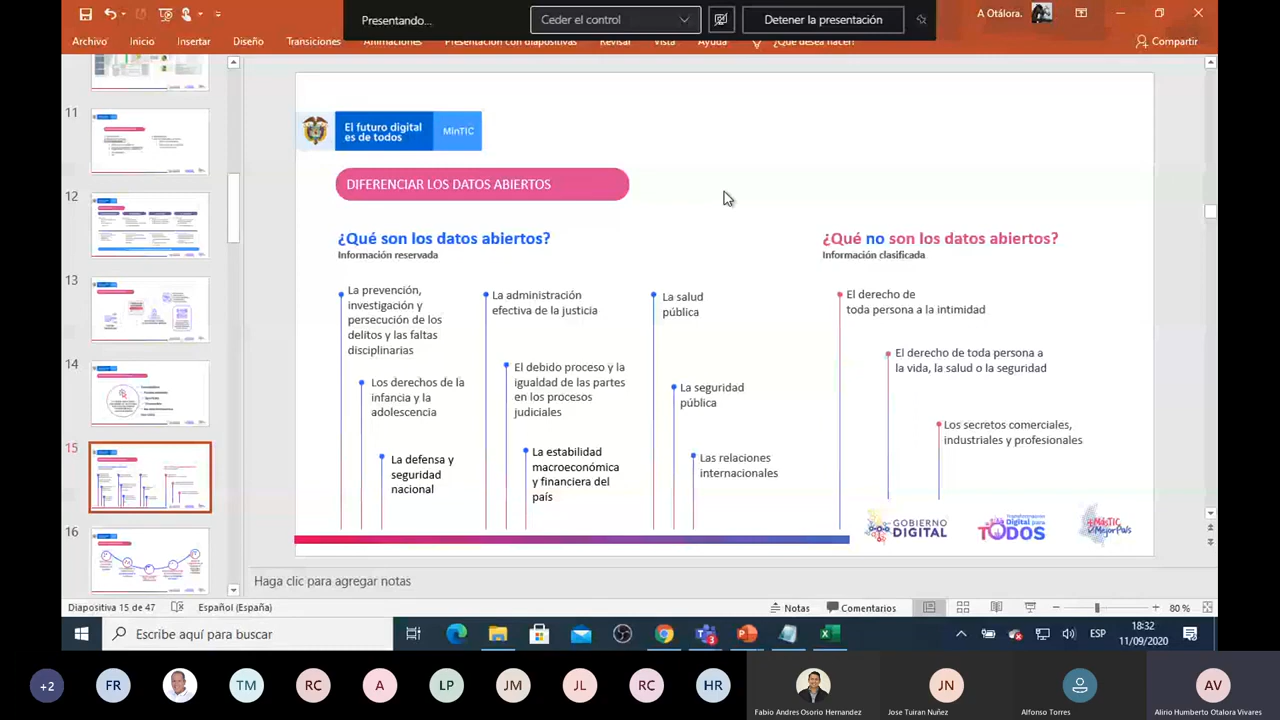 Presentando...
Ceder el control
Detener la presentación
A Otálora.
Archivo
Inicio
Insertar
Diseño
Transiciones
Animaciones
Presentación con diapositivas
Revisar
Vista
Ayuda
¿Qué desea hacer?
Compartir
11
12
13
14
15
16
El futuro digital
es de todos
MinTIC
DIFERENCIAR LOS DATOS ABIERTOS
¿Qué son los datos abiertos?
Información reservada
La prevención,
investigación y
persecución de los
delitos y las faltas
disciplinarias
Los derechos de la
infancia y la
adolescencia
La defensa y
seguridad
nacional
La administración
efectiva de la justicia
El debido proceso y la
igualdad de las partes
en los procesos
judiciales
La estabilidad
macroeconómica
y financiera del
país
La salud
pública
La seguridad
pública
Las relaciones
internacionales
¿Qué no son los datos abiertos?
Información clasificada
El derecho de
toda persona a la intimidad
El derecho de toda persona a
la vida, la salud o la seguridad
Los secretos comerciales,
industriales y profesionales
GOBIERNO
DIGITAL
Transformación
Digital para
TODOS
#MinTIC
Haga clic para agregar notas
Diapositiva 15 de 47
Español (España)
Notas
Comentarios
80 %
Escribe aquí para buscar
3
18:32
11/09/2020
+2
FR
TM
RC
A
LP
JM
JL
RC
HR
Fabio Andres Osorio Hernandez
JN
Jose Tuiran Nuñez
Alfonso Torres
AV
Alirio Humberto Otalora Vivares